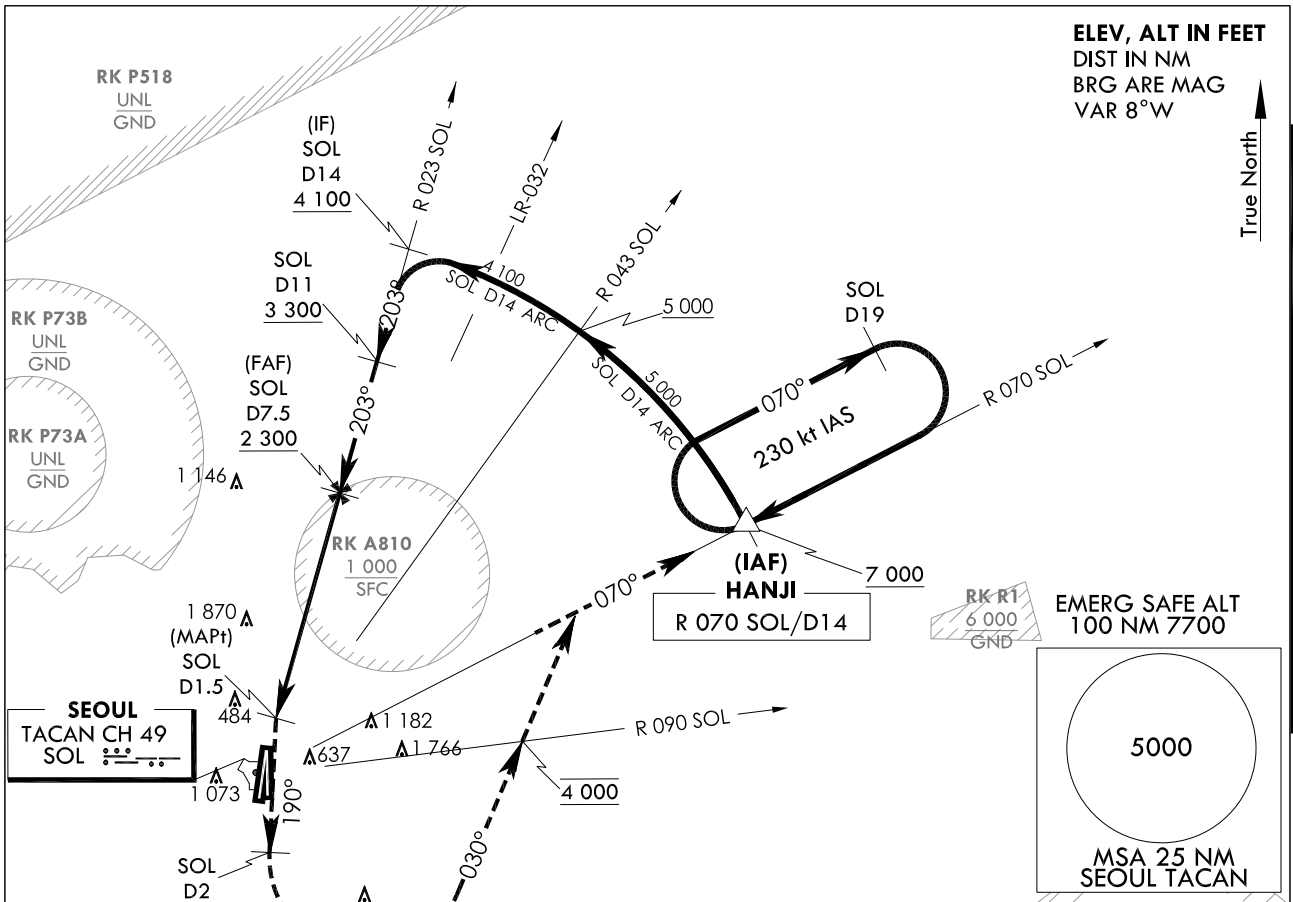 ELEV, ALT IN FEET
DIST IN NM
BRG ARE MAG
VAR 8°W
True North
RK P518
UNL
GND
(IF)
SOL
D14
4 100
R 023 SOL
LR-032
R 043 SOL
SOL
D11
3 300
203°
4 100
SOL D14 ARC
5 000
SOL
D19
RK P73B
UNL
GND
(FAF)
SOL
D7.5
2 300
203°
5 000
SOL D14 ARC
070°
230 kt IAS
R 070 SOL
RK P73A
UNL
GND
1 146
RK A810
1 000
SFC
070°
(IAF)
HANJI
R 070 SOL/D14
7 000
RK R1
6 000
GND
EMERG SAFE ALT
100 NM 7700
1 870
(MAPt)
SOL
D1.5
484
SEOUL
TACAN CH 49
SOL
1 182
637
1 766
R 090 SOL
1 073
190°
4 000
030°
SOL
D2
5000
MSA 25 NM
SEOUL TACAN